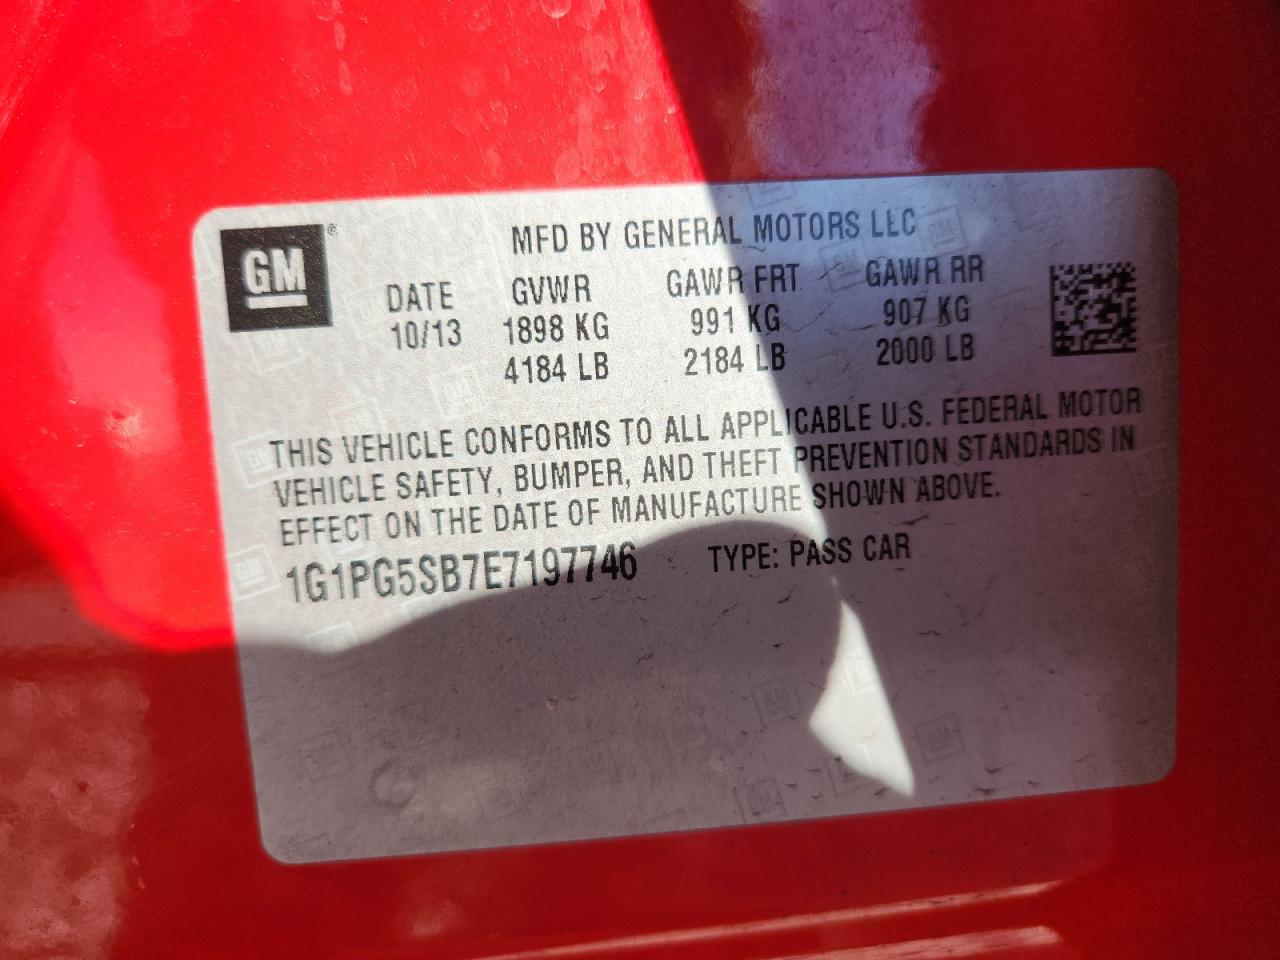 GM ®
MFD BY GENERAL MOTORS LLC
DATE GVWR GAWR FRT GAWR RR
10/13 1898 KG 991 KG 907 KG
4184 LB 2184 LB 2000 LB
THIS VEHICLE CONFORMS TO ALL APPLICABLE U.S. FEDERAL MOTOR
VEHICLE SAFETY, BUMPER, AND THEFT PREVENTION STANDARDS IN
EFFECT ON THE DATE OF MANUFACTURE SHOWN ABOVE.
1G1PG5SB7E7197746 TYPE: PASS CAR